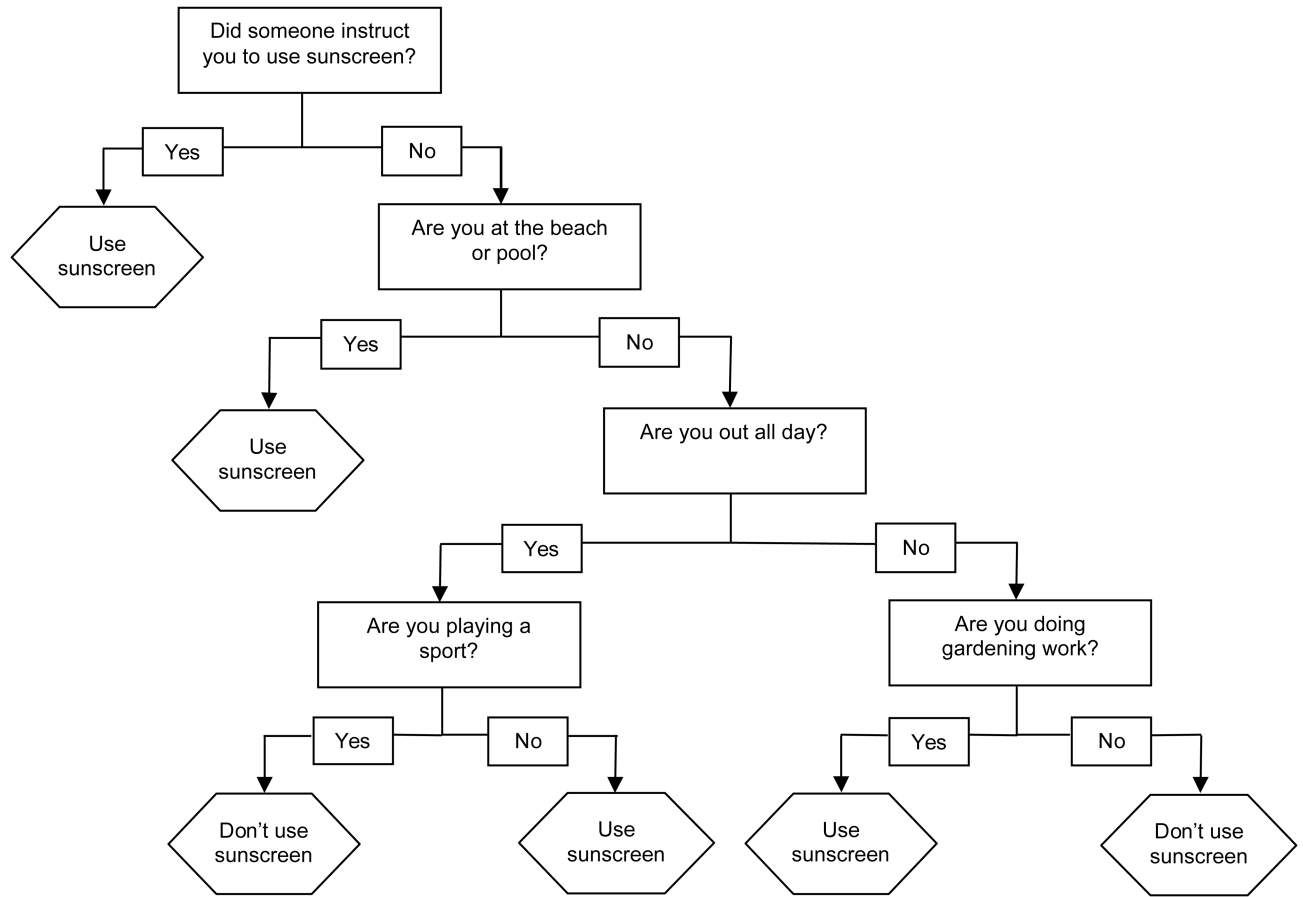 Did someone instruct
you to use sunscreen?
Yes
No
Use
sunscreen
Are you at the beach
or pool?
Yes
No
Use
sunscreen
Are you out all day?
Yes
No
Are you playing a
sport?
Are you doing
gardening work?
Yes
No
Yes
No
Don't use
sunscreen
Use
sunscreen
Use
sunscreen
Don't use
sunscreen